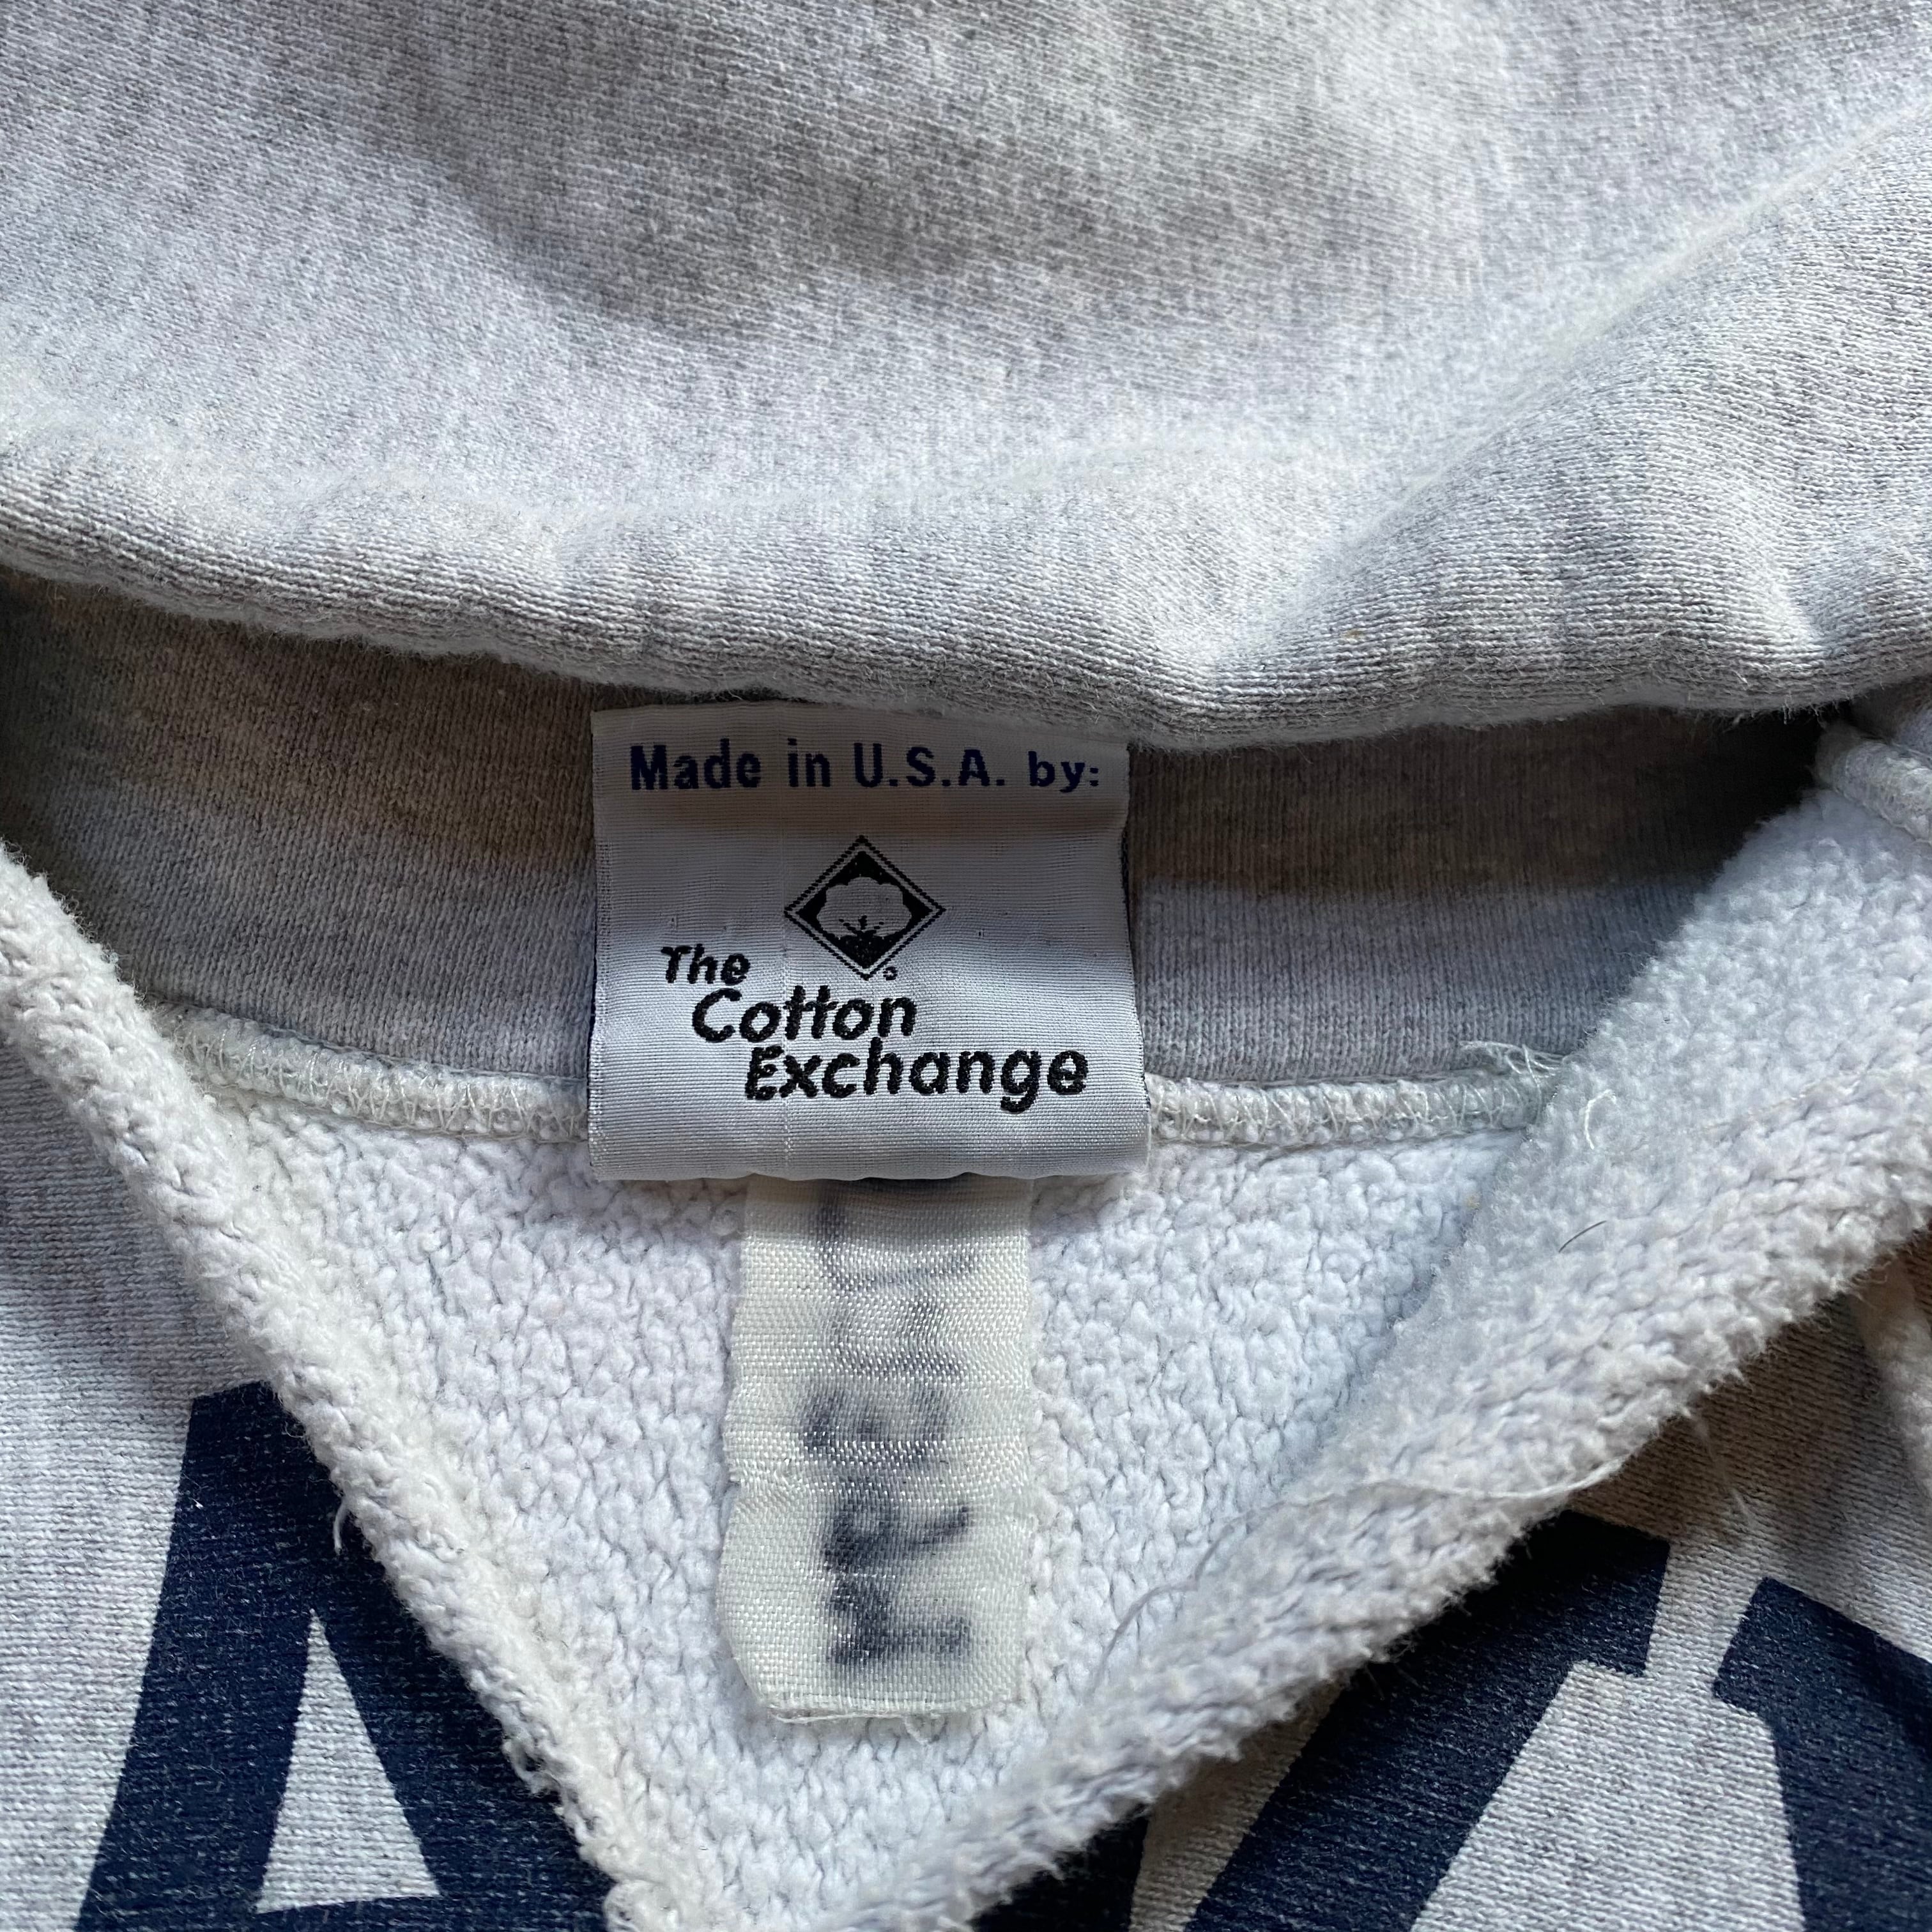 Made in U.S.A. by:
The
Cotton
Exchange